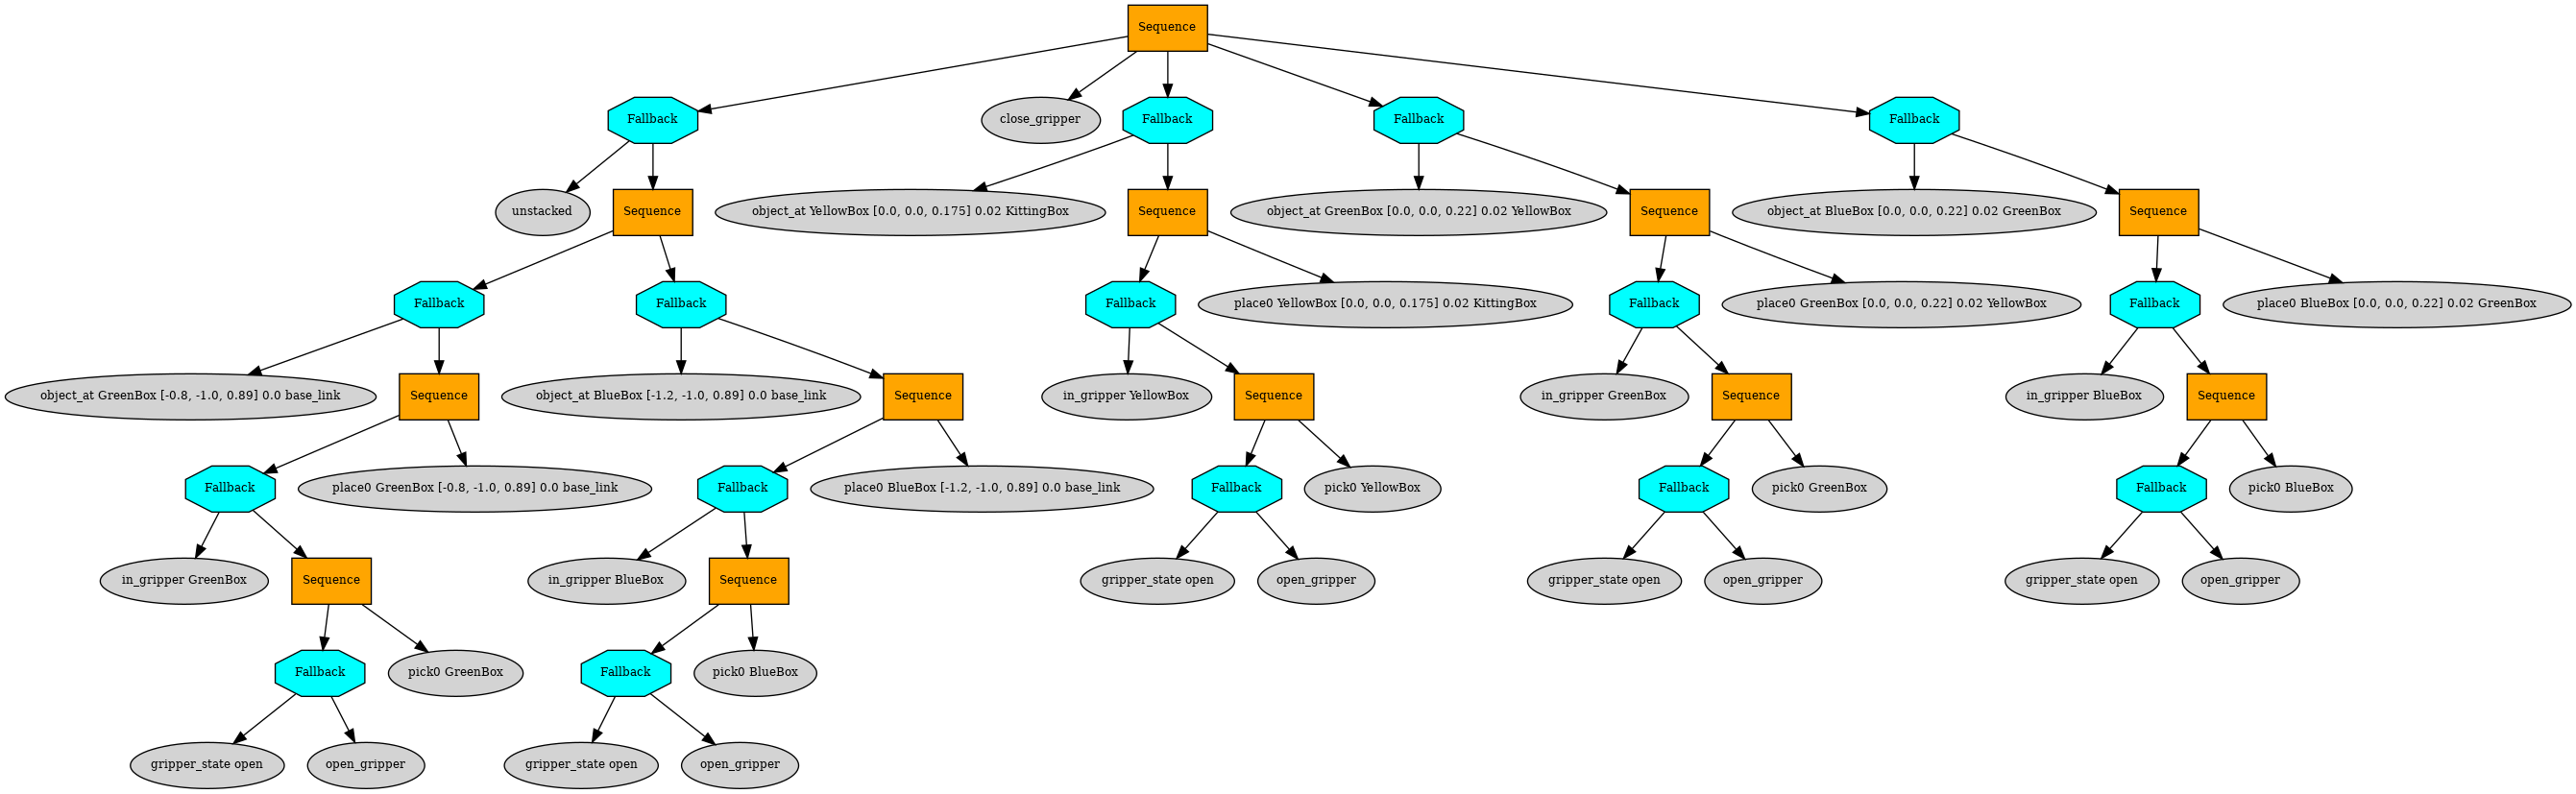 Sequence
Fallback
close_gripper
Fallback
Fallback
Fallback
unstacked
Sequence
object_at YellowBox [0.0, 0.0, 0.175] 0.02 KittingBox
Sequence
object_at GreenBox [0.0, 0.0, 0.22] 0.02 YellowBox
Sequence
object_at BlueBox [0.0, 0.0, 0.22] 0.02 GreenBox
Sequence
Fallback
Fallback
Fallback
place0 YellowBox [0.0, 0.0, 0.175] 0.02 KittingBox
Fallback
place0 GreenBox [0.0, 0.0, 0.22] 0.02 YellowBox
Fallback
place0 BlueBox [0.0, 0.0, 0.22] 0.02 GreenBox
object_at GreenBox [-0.8, -1.0, 0.89] 0.0 base_link
Sequence
object_at BlueBox [-1.2, -1.0, 0.89] 0.0 base_link
Sequence
in_gripper YellowBox
Sequence
in_gripper GreenBox
Sequence
in_gripper BlueBox
Sequence
Fallback
place0 GreenBox [-0.8, -1.0, 0.89] 0.0 base_link
Fallback
place0 BlueBox [-1.2, -1.0, 0.89] 0.0 base_link
Fallback
pick0 YellowBox
Fallback
pick0 GreenBox
Fallback
pick0 BlueBox
in_gripper GreenBox
Sequence
in_gripper BlueBox
Sequence
gripper_state open
open_gripper
gripper_state open
open_gripper
gripper_state open
open_gripper
Fallback
pick0 GreenBox
Fallback
pick0 BlueBox
gripper_state open
open_gripper
gripper_state open
open_gripper